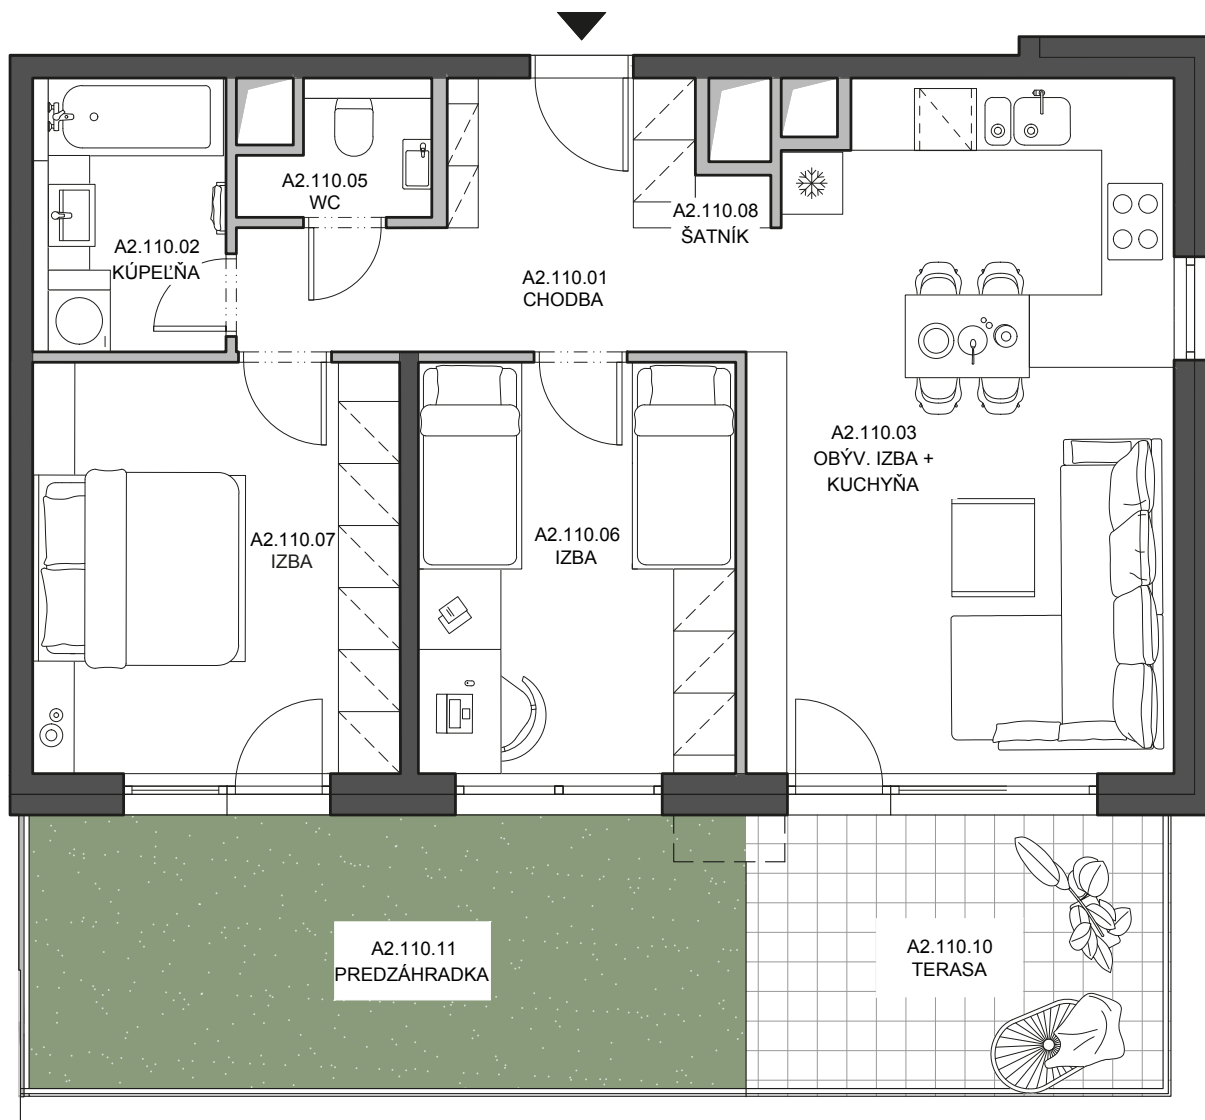 A2.110.05
WC
A2.110.08
ŠATNÍK
A2.110.02
KÚPEĽŇA
A2.110.01
CHODBA
A2.110.03
OBÝV. IZBA +
KUCHYŇA
A2.110.07
IZBA
A2.110.06
IZBA
A2.110.11
PREDZÁHRADKA
A2.110.10
TERASA